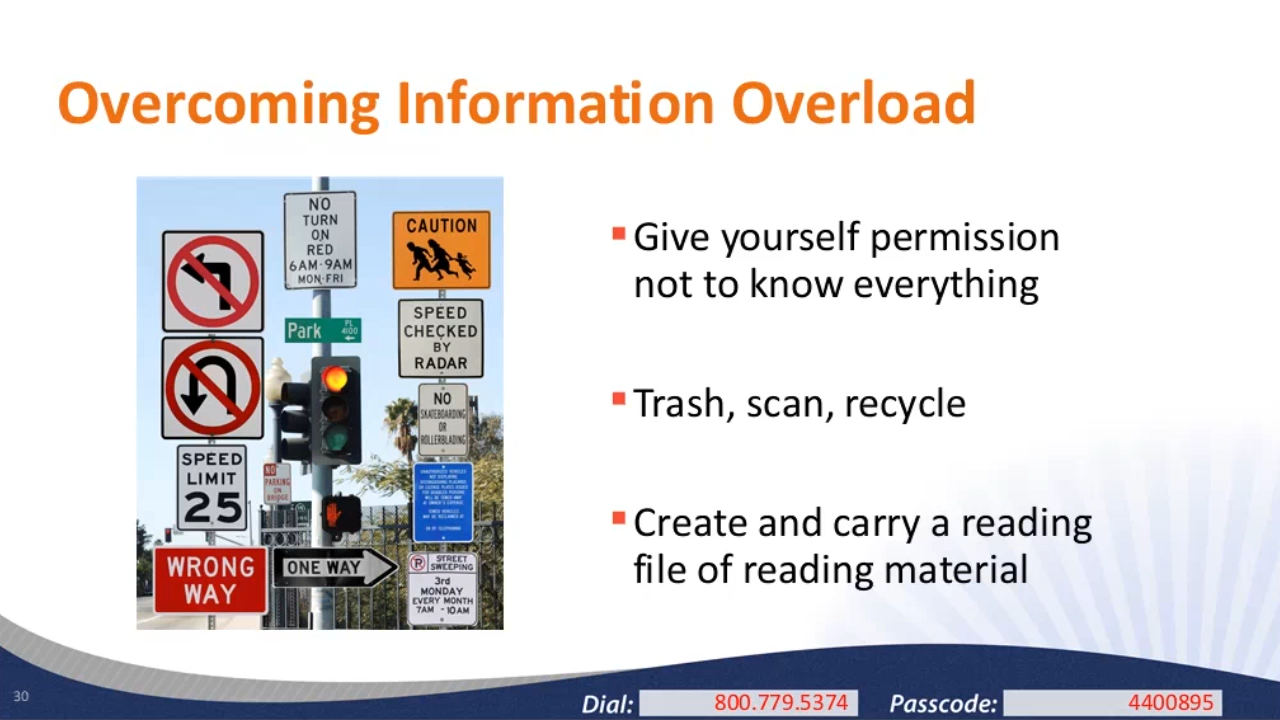 Overcoming Information Overload
NO
TURN
ON
RED
6AM-9AM
MON-FRI
CAUTION
Park PL
4100
SPEED
CHECKED
BY
RADAR
NO
SKATEBOARDING
OR
ROLLERBLADING
SPEED
LIMIT
25
NO
PARKING
ON
BRIDGE
WRONG
WAY
ONE WAY
STREET
SWEEPING
3rd
MONDAY
EVERY MONTH
7AM - 10AM
Give yourself permission
not to know everything
Trash, scan, recycle
Create and carry a reading
file of reading material
30
Dial: 800.779.5374 Passcode: 4400895